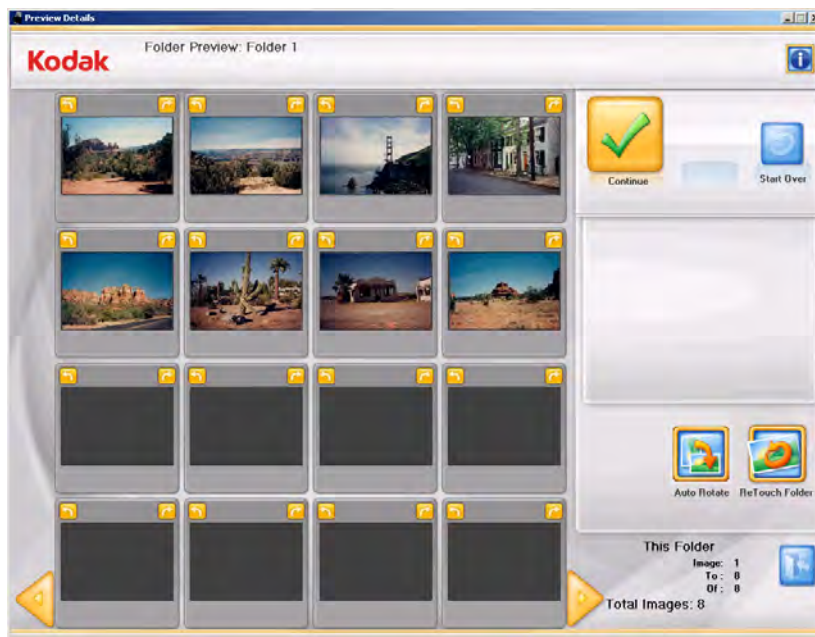 Preview Details
Folder Preview: Folder 1
Kodak
Continue
Start Over
Auto Rotate
ReTouch Folder
This Folder
Image: 1
To: 8
Of: 8
Total Images: 8